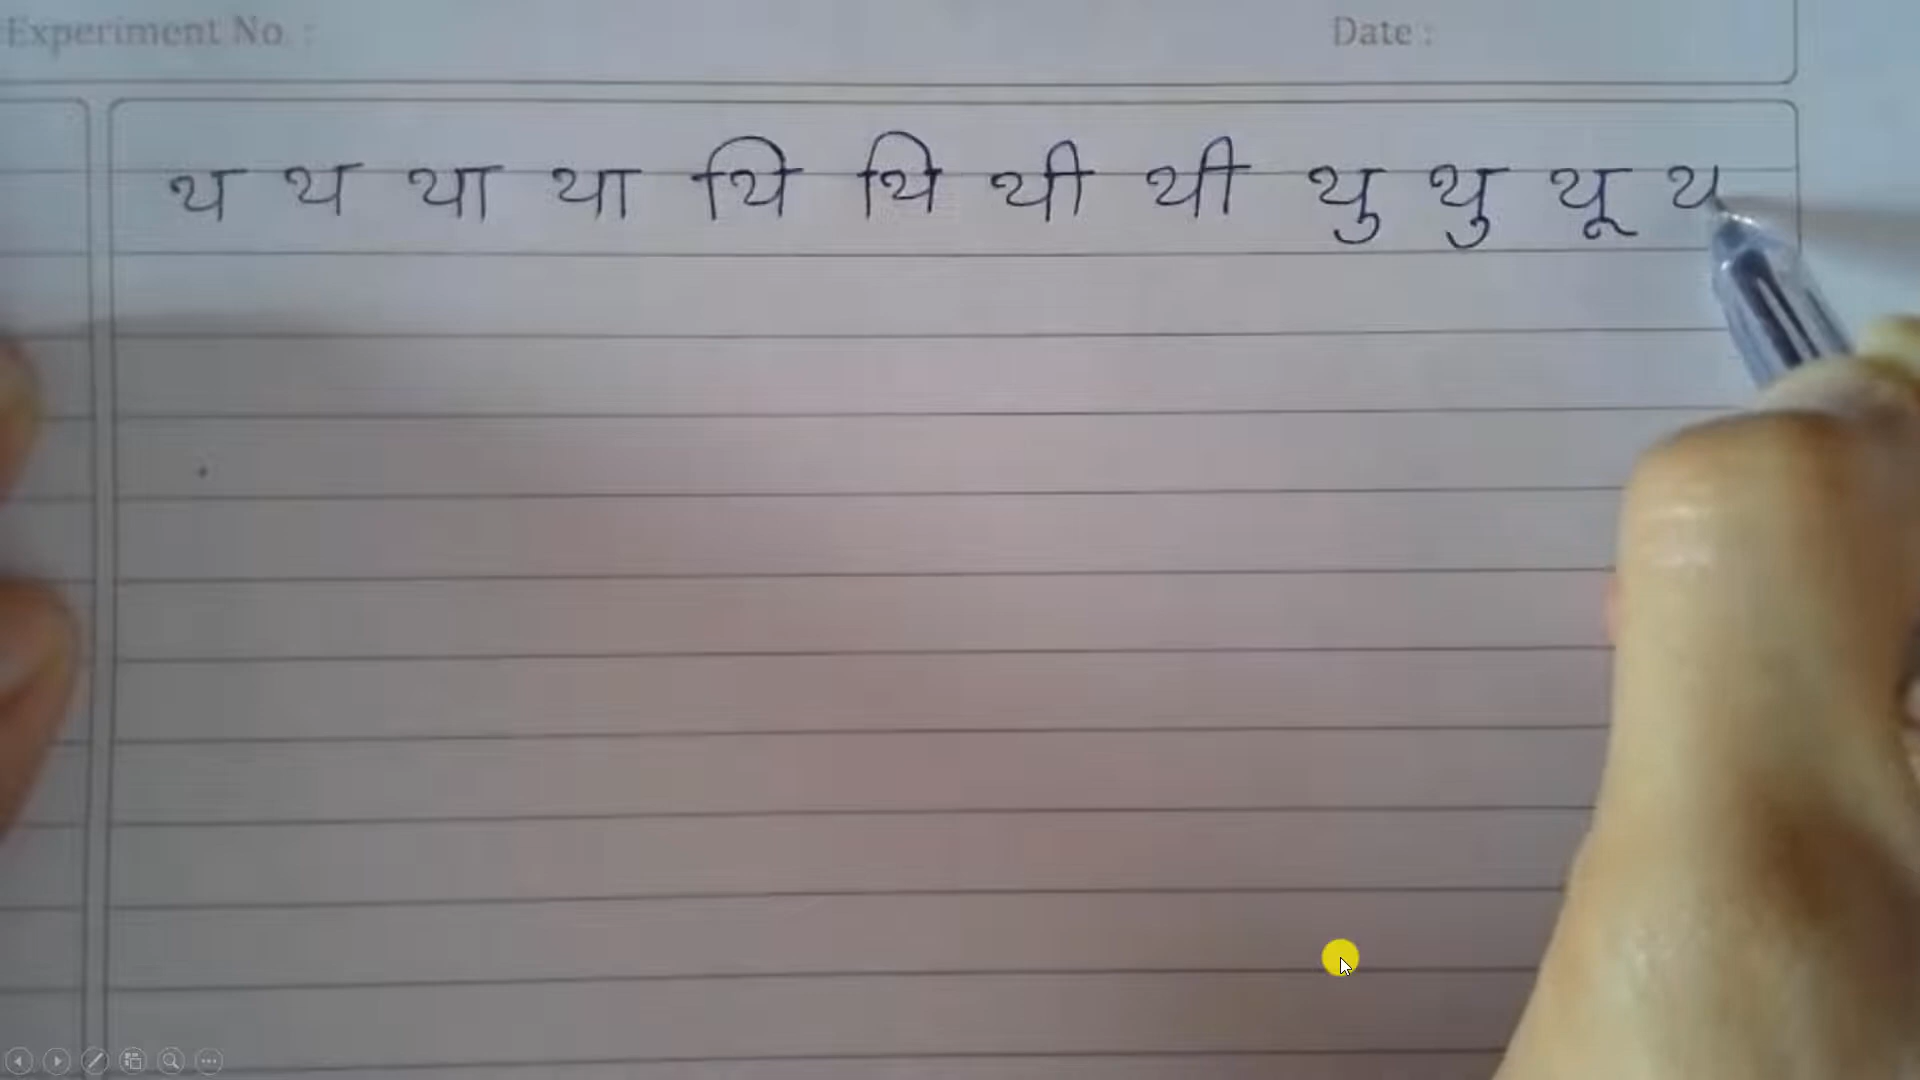 Experiment No. : Date :
थ थ था था थि थि थी थी थु थु थू थ